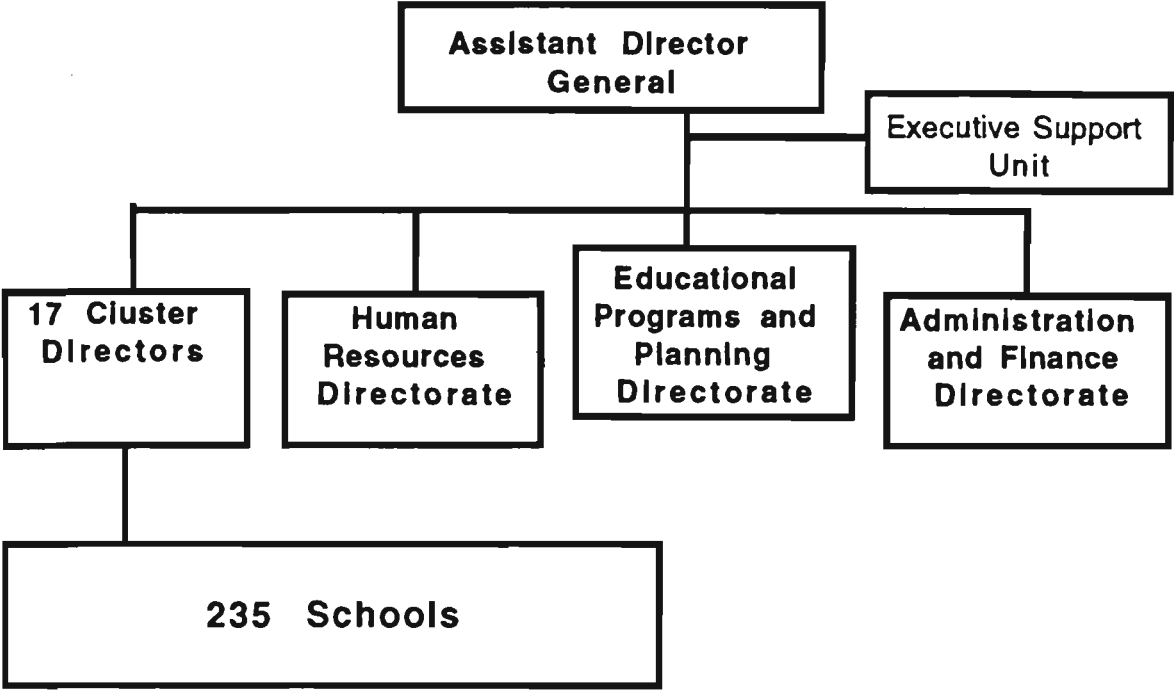 Assistant Director
General
Executive Support
Unit
17 Cluster
Directors
Human
Resources
Directorate
Educational
Programs and
Planning
Directorate
Administration
and Finance
Directorate
235 Schools